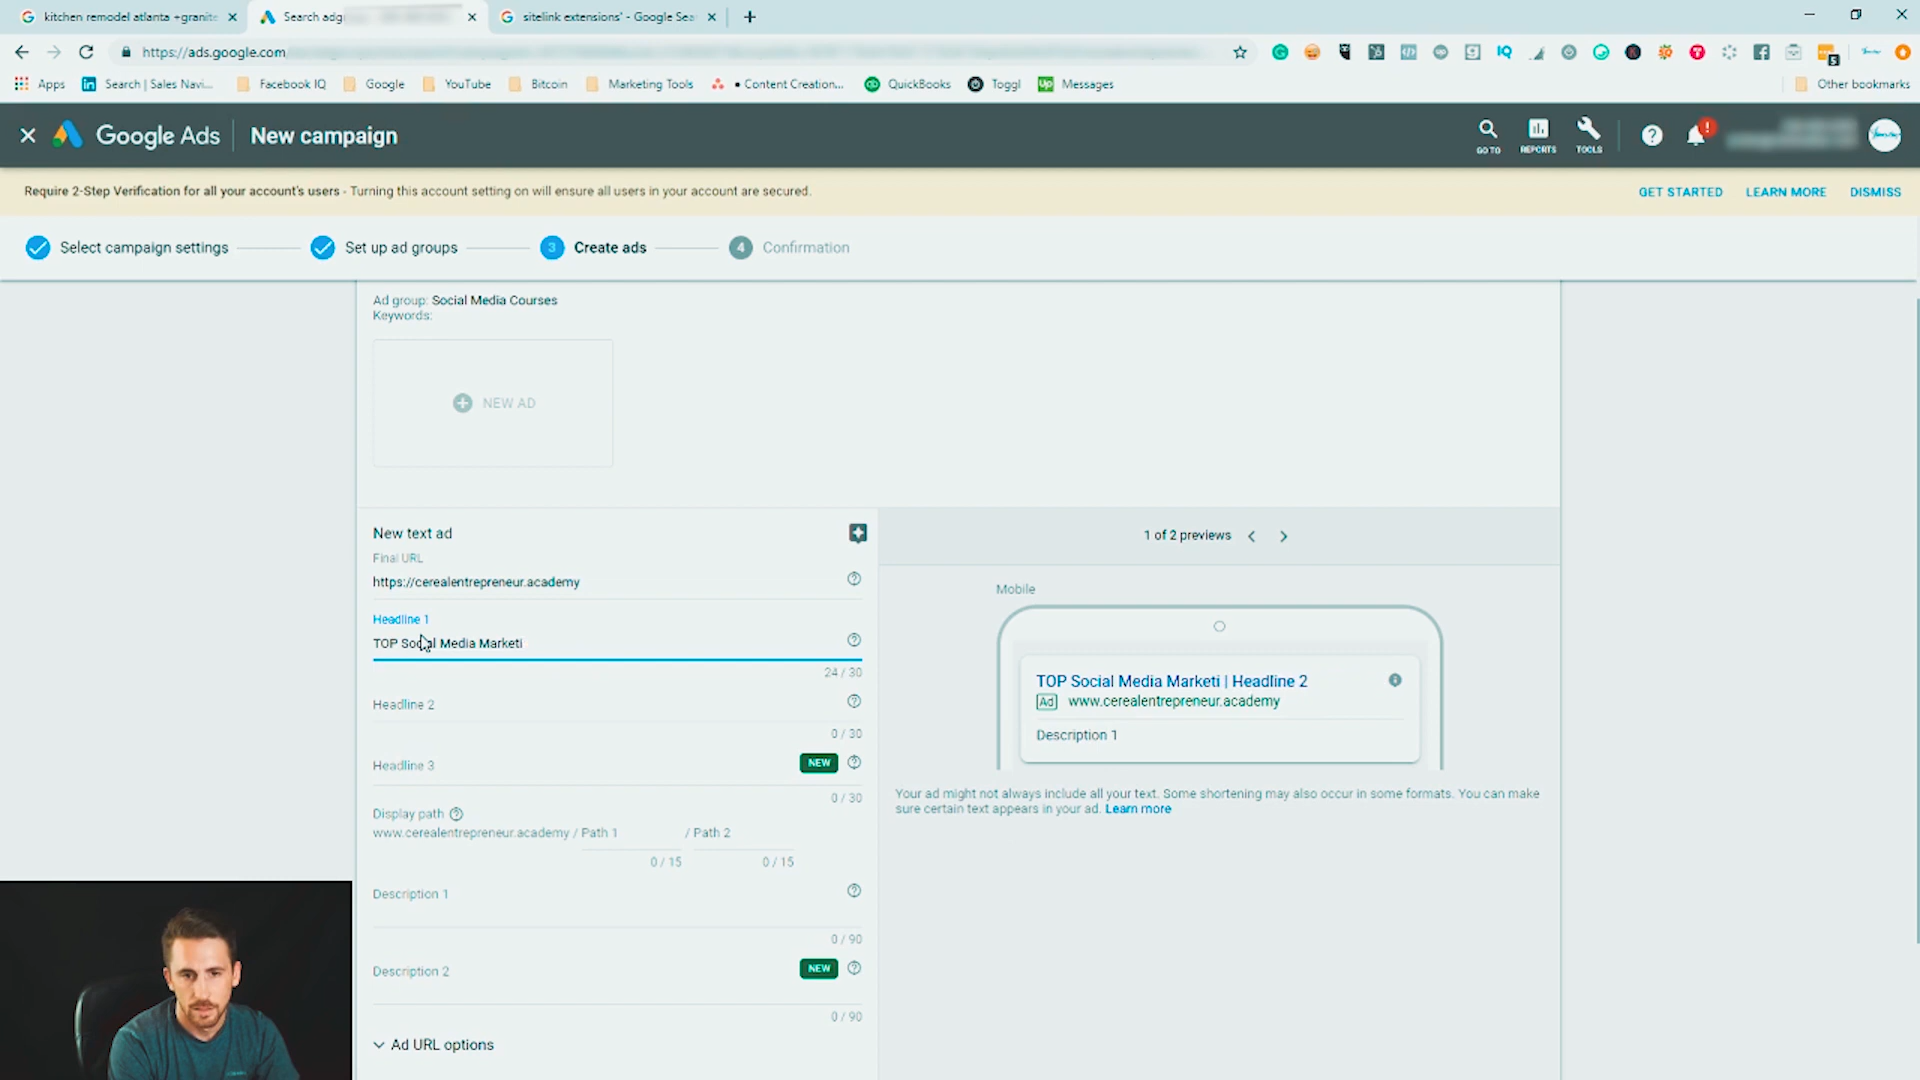 kitchen remodel atlanta +granite
Search adg
sitelink extensions' - Google Sea
https://ads.google.com
Apps
Search | Sales Navi...
Facebook IQ
Google
YouTube
Bitcoin
Marketing Tools
• Content Creation...
QuickBooks
Toggl
Messages
Other bookmarks
Google Ads
New campaign
GO TO
REPORTS
TOOLS
Require 2-Step Verification for all your account's users - Turning this account setting on will ensure all users in your account are secured.
GET STARTED
LEARN MORE
DISMISS
Select campaign settings
Set up ad groups
3
Create ads
4
Confirmation
Ad group: Social Media Courses
Keywords:
NEW AD
New text ad
Final URL
https://cerealentrepreneur.academy
Headline 1
TOP Social Media Marketi
24 / 30
Headline 2
0 / 30
Headline 3
NEW
0 / 30
Display path
www.cerealentrepreneur.academy / Path 1 / Path 2
0 / 15
0 / 15
Description 1
0 / 90
Description 2
NEW
0 / 90
Ad URL options
1 of 2 previews
Mobile
TOP Social Media Marketi | Headline 2
Ad www.cerealentrepreneur.academy
Description 1
Your ad might not always include all your text. Some shortening may also occur in some formats. You can make
sure certain text appears in your ad. Learn more